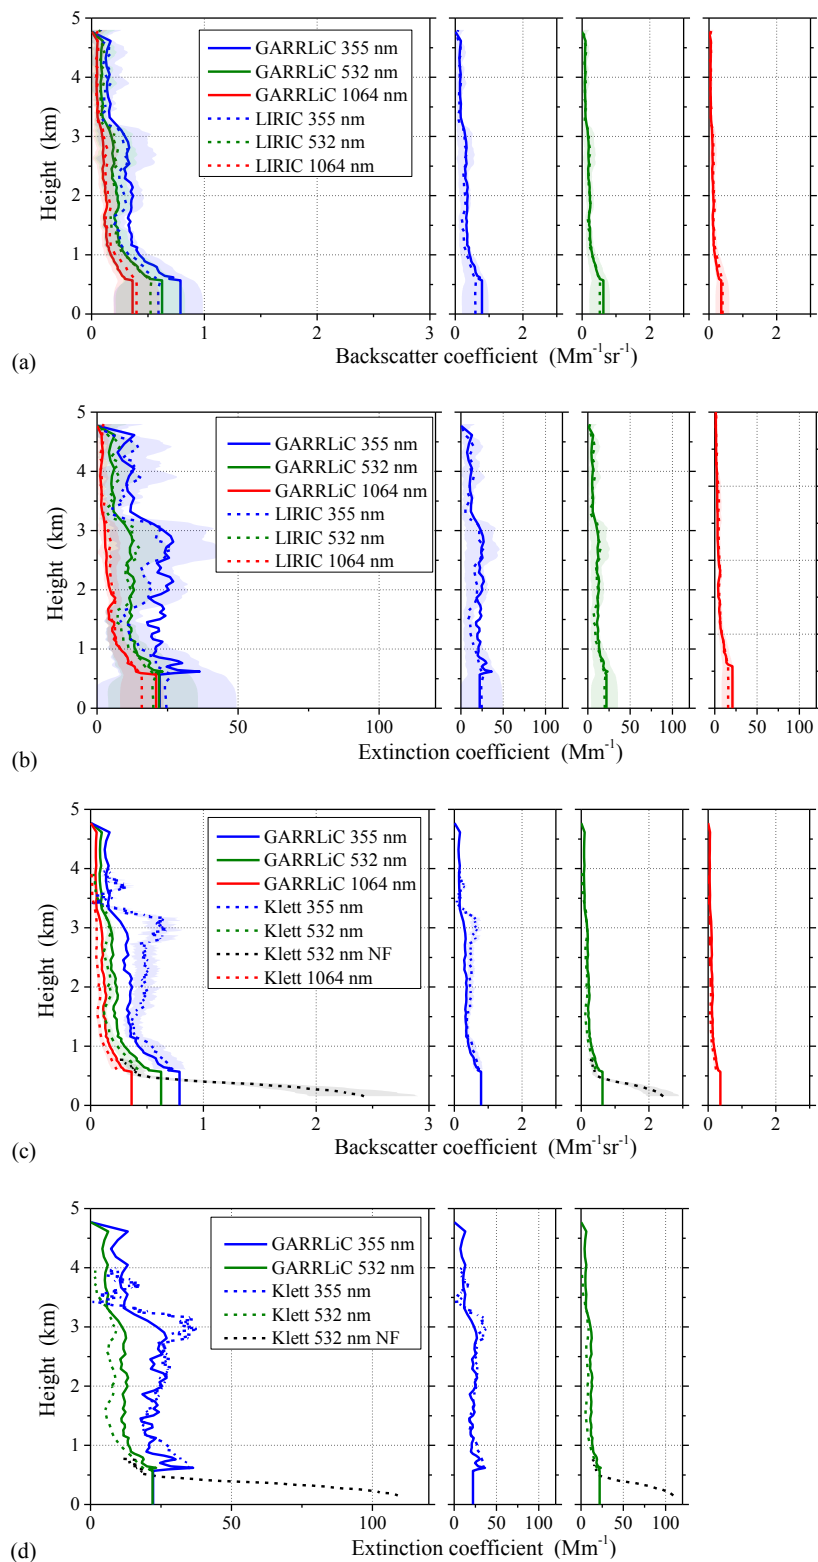 5
4
3
2
1
0
Height (km)
GARRLiC 355 nm
GARRLiC 532 nm
GARRLiC 1064 nm
LIRIC 355 nm
LIRIC 532 nm
LIRIC 1064 nm
0 1 2 3 0 2 0 2 0 2
(a) Backscatter coefficient (Mm⁻¹sr⁻¹)
5
4
3
2
1
0
Height (km)
GARRLiC 355 nm
GARRLiC 532 nm
GARRLiC 1064 nm
LIRIC 355 nm
LIRIC 532 nm
LIRIC 1064 nm
0 50 100 0 50 100 0 50 100 0 50 100
(b) Extinction coefficient (Mm⁻¹)
5
4
3
2
1
0
Height (km)
GARRLiC 355 nm
GARRLiC 532 nm
GARRLiC 1064 nm
Klett 355 nm
Klett 532 nm
Klett 532 nm NF
Klett 1064 nm
0 1 2 3 0 2 0 2 0 2
(c) Backscatter coefficient (Mm⁻¹sr⁻¹)
5
4
3
2
1
0
Height (km)
GARRLiC 355 nm
GARRLiC 532 nm
Klett 355 nm
Klett 532 nm
Klett 532 nm NF
0 50 100 0 50 100 0 50 100
(d) Extinction coefficient (Mm⁻¹)